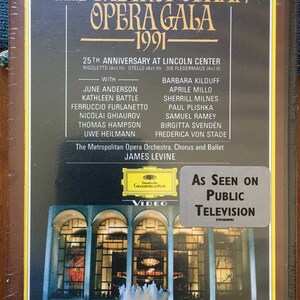 THE METROPOLITAN
OPERA GALA
1991
25TH ANNIVERSARY AT LINCOLN CENTER
RIGOLETTO (Act III) · OTELLO (Act III) · DIE FLEDERMAUS (Act II)
WITH
JUNE ANDERSON
KATHLEEN BATTLE
FERRUCCIO FURLANETTO
NICOLAI GHIAUROV
THOMAS HAMPSON
UWE HEILMANN
BARBARA KILDUFF
APRILE MILLO
SHERRILL MILNES
PAUL PLISHKA
SAMUEL RAMEY
BIRGITTA SVENDEN
FREDERICA VON STADE
The Metropolitan Opera Orchestra, Chorus and Ballet
JAMES LEVINE
Deutsche
Grammophon
VIDEO
AS SEEN ON
PUBLIC
TELEVISION